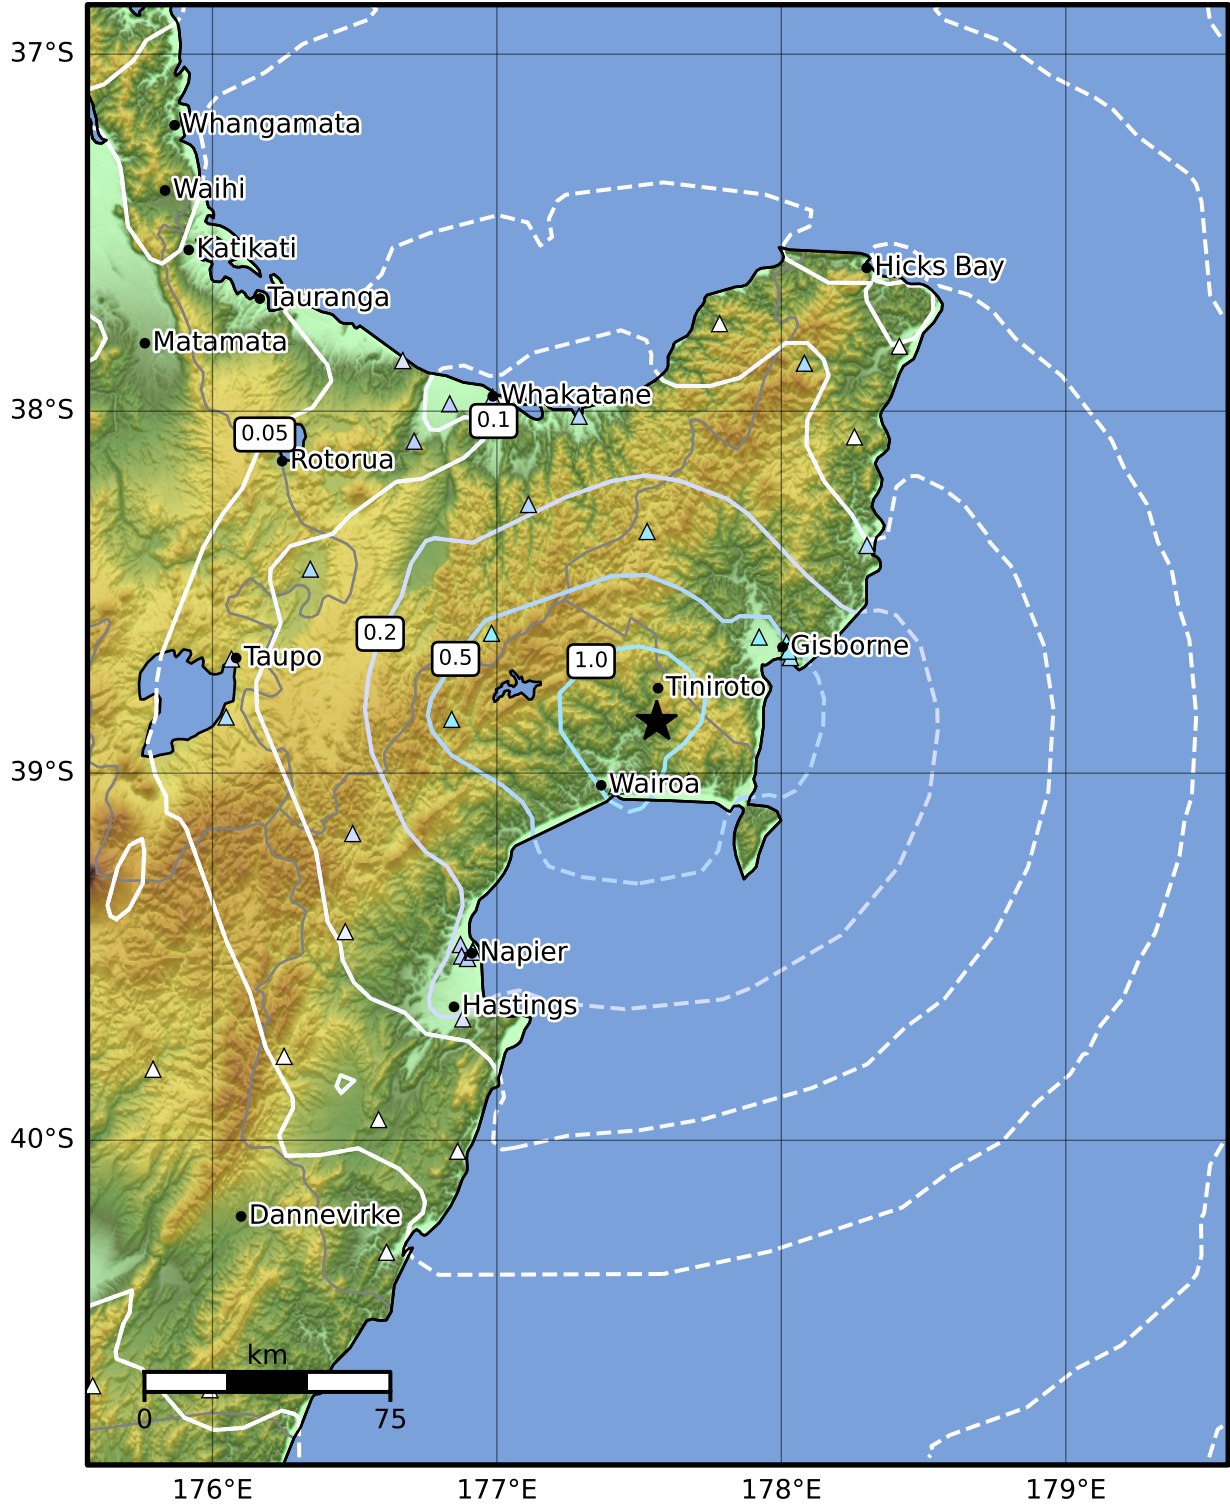 37°S
Whangamata
Waihi
Katikati
Hicks Bay
Tauranga
Matamata
Whakatane
38°S
0.1
0.05
Rotorua
0.2
Gisborne
0.5
1.0
Taupo
Tiniroto
39°S
Wairoa
Napier
Hastings
40°S
Dannevirke
km
0 75
176°E 177°E 178°E 179°E